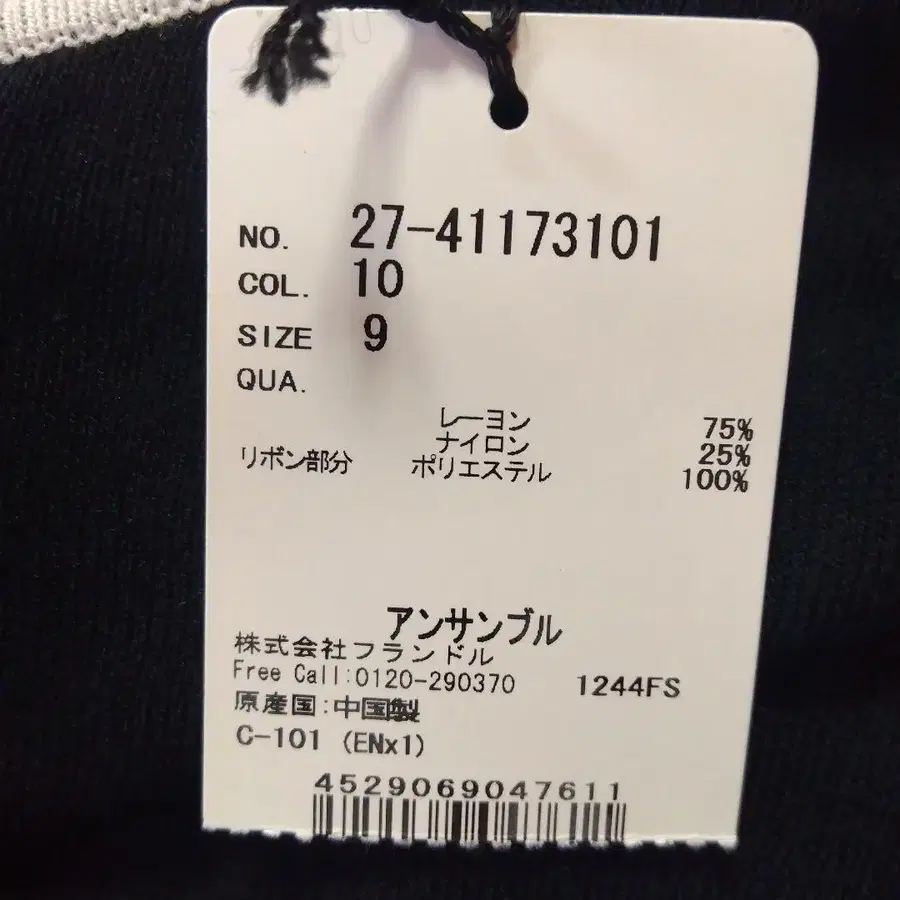 NO. 27-41173101
COL. 10
SIZE 9
QUA.
レーヨン 75%
ナイロン 25%
リボン部分 ポリエステル 100%
アンサンブル
株式会社フランドル
Free Call:0120-290370 1244FS
原産国:中国製
C-101 (ENx1)
4529069047611